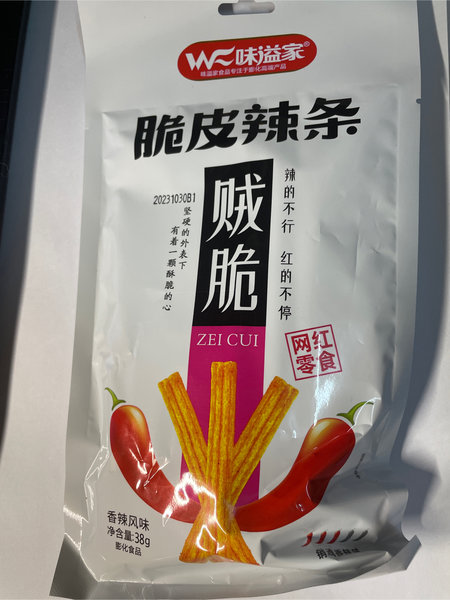 味溢家®
味溢家食品专注于膨化高端产品
脆皮辣条
辣的不行 红的不停
贼脆
20231030B1
坚硬的外表下
有着一颗酥脆的心
ZEI CUI
网红
零食
香辣风味
净含量:38g
膨化食品